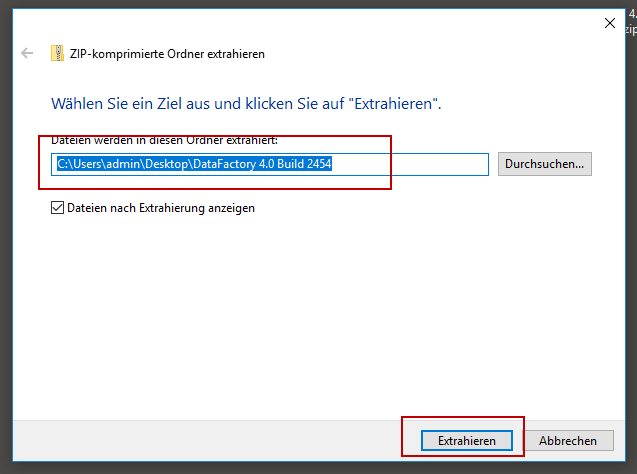 4.
zip
ZIP-komprimierte Ordner extrahieren
Wählen Sie ein Ziel aus und klicken Sie auf "Extrahieren".
Dateien werden in diesen Ordner extrahiert:
C:\Users\admin\Desktop\DataFactory 4.0 Build 2454
Durchsuchen...
Dateien nach Extrahierung anzeigen
Extrahieren
Abbrechen